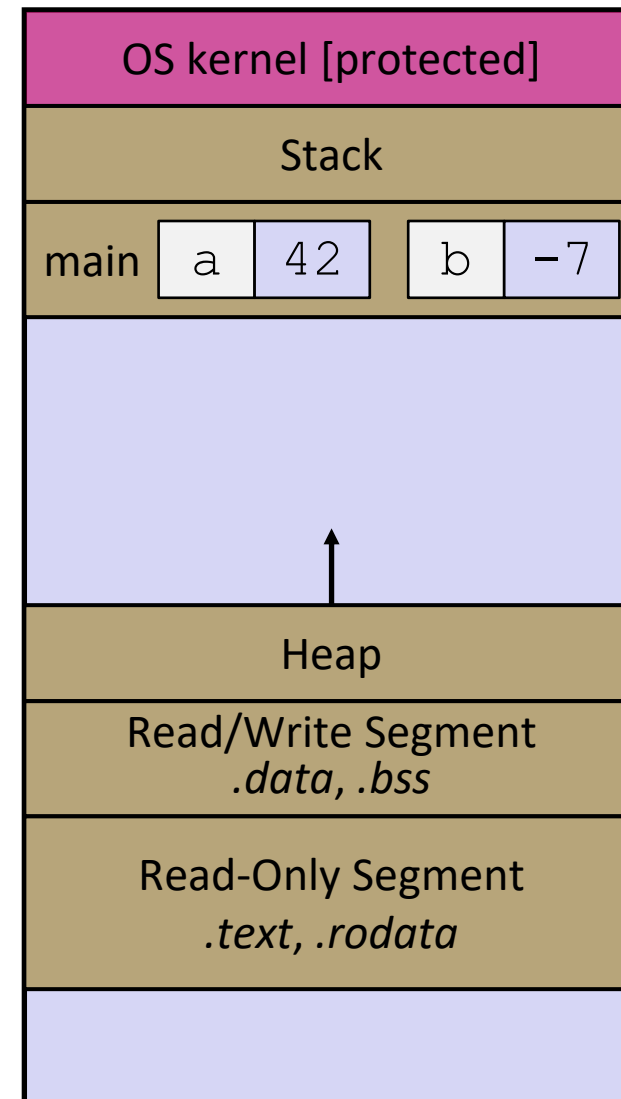 OS kernel [protected]
Stack
main a 42 b -7
Heap
Read/Write Segment
.data, .bss
Read-Only Segment
.text, .rodata